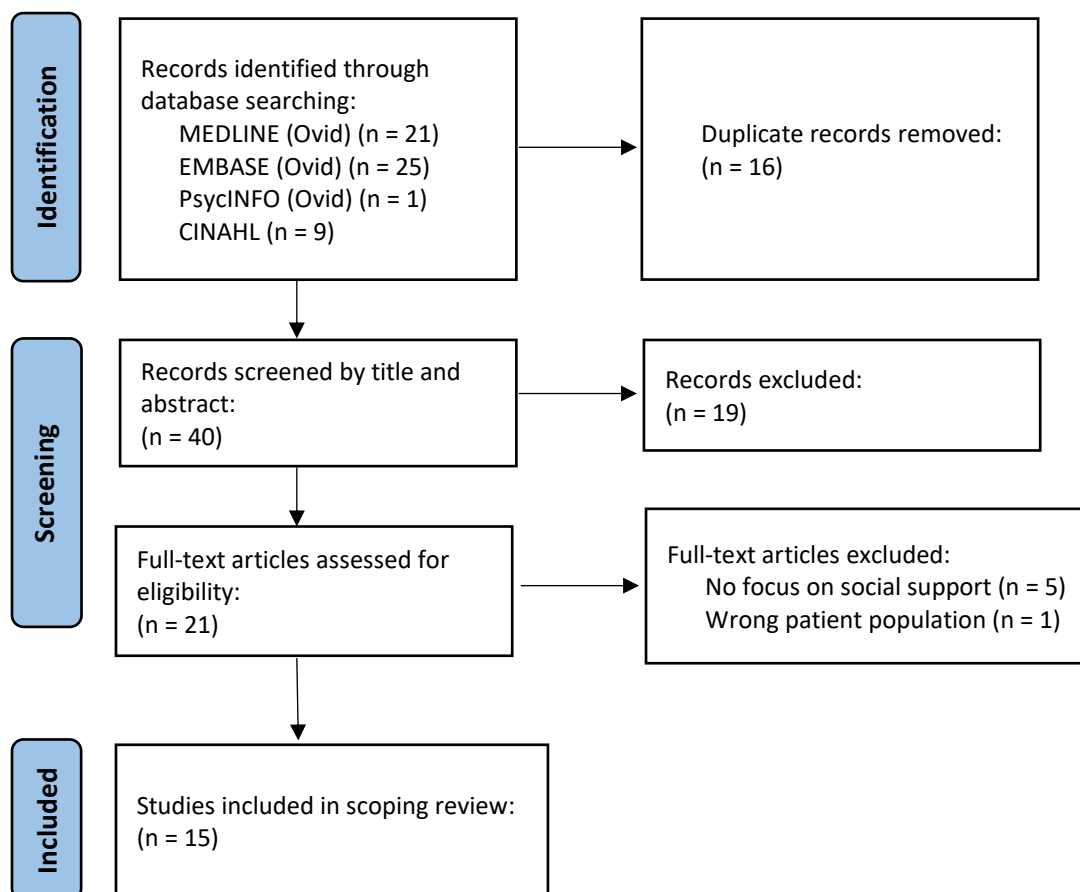 Identification
Records identified through
database searching:
MEDLINE (Ovid) (n = 21)
EMBASE (Ovid) (n = 25)
PsycINFO (Ovid) (n = 1)
CINAHL (n = 9)
Duplicate records removed:
(n = 16)
Screening
Records screened by title and
abstract:
(n = 40)
Records excluded:
(n = 19)
Full-text articles assessed for
eligibility:
(n = 21)
Full-text articles excluded:
No focus on social support (n = 5)
Wrong patient population (n = 1)
Included
Studies included in scoping review:
(n = 15)